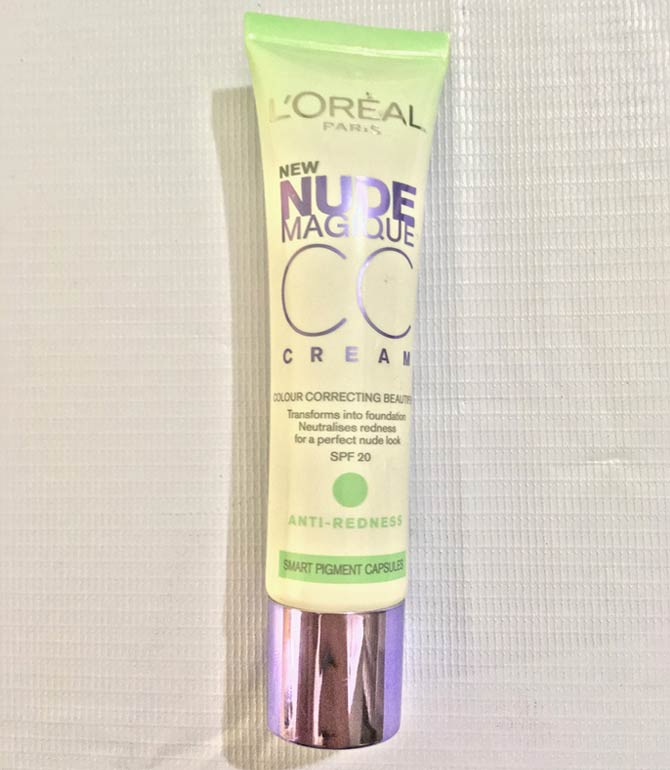 L'ORÉAL
PARIS
NEW
NUDE
MAGIQUE
CC
CREAM
COLOUR CORRECTING
Transforms into foundation
Neutralises redness
for a perfect nude look
SPF 20
ANTI-REDNESS
SMART PIGMENT CAPSULES